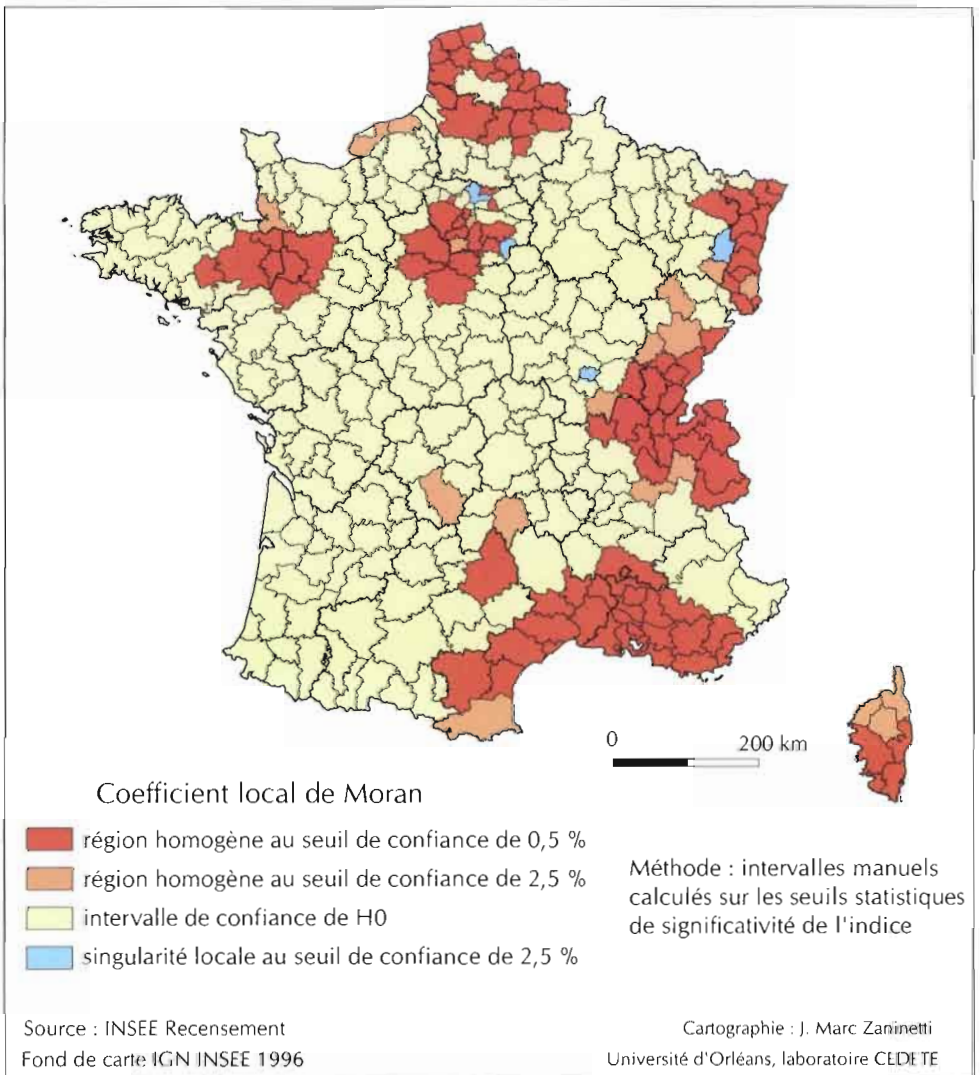 0 200 km
Coefficient local de Moran
région homogène au seuil de confiance de 0,5 %
région homogène au seuil de confiance de 2,5 %
intervalle de confiance de H0
singularité locale au seuil de confiance de 2,5 %
Méthode : intervalles manuels
calculés sur les seuils statistiques
de significativité de l'indice
Source : INSEE Recensement
Fond de carte IGN INSEE 1996
Cartographie : J. Marc Zaninetti
Université d'Orléans, laboratoire CEDETE